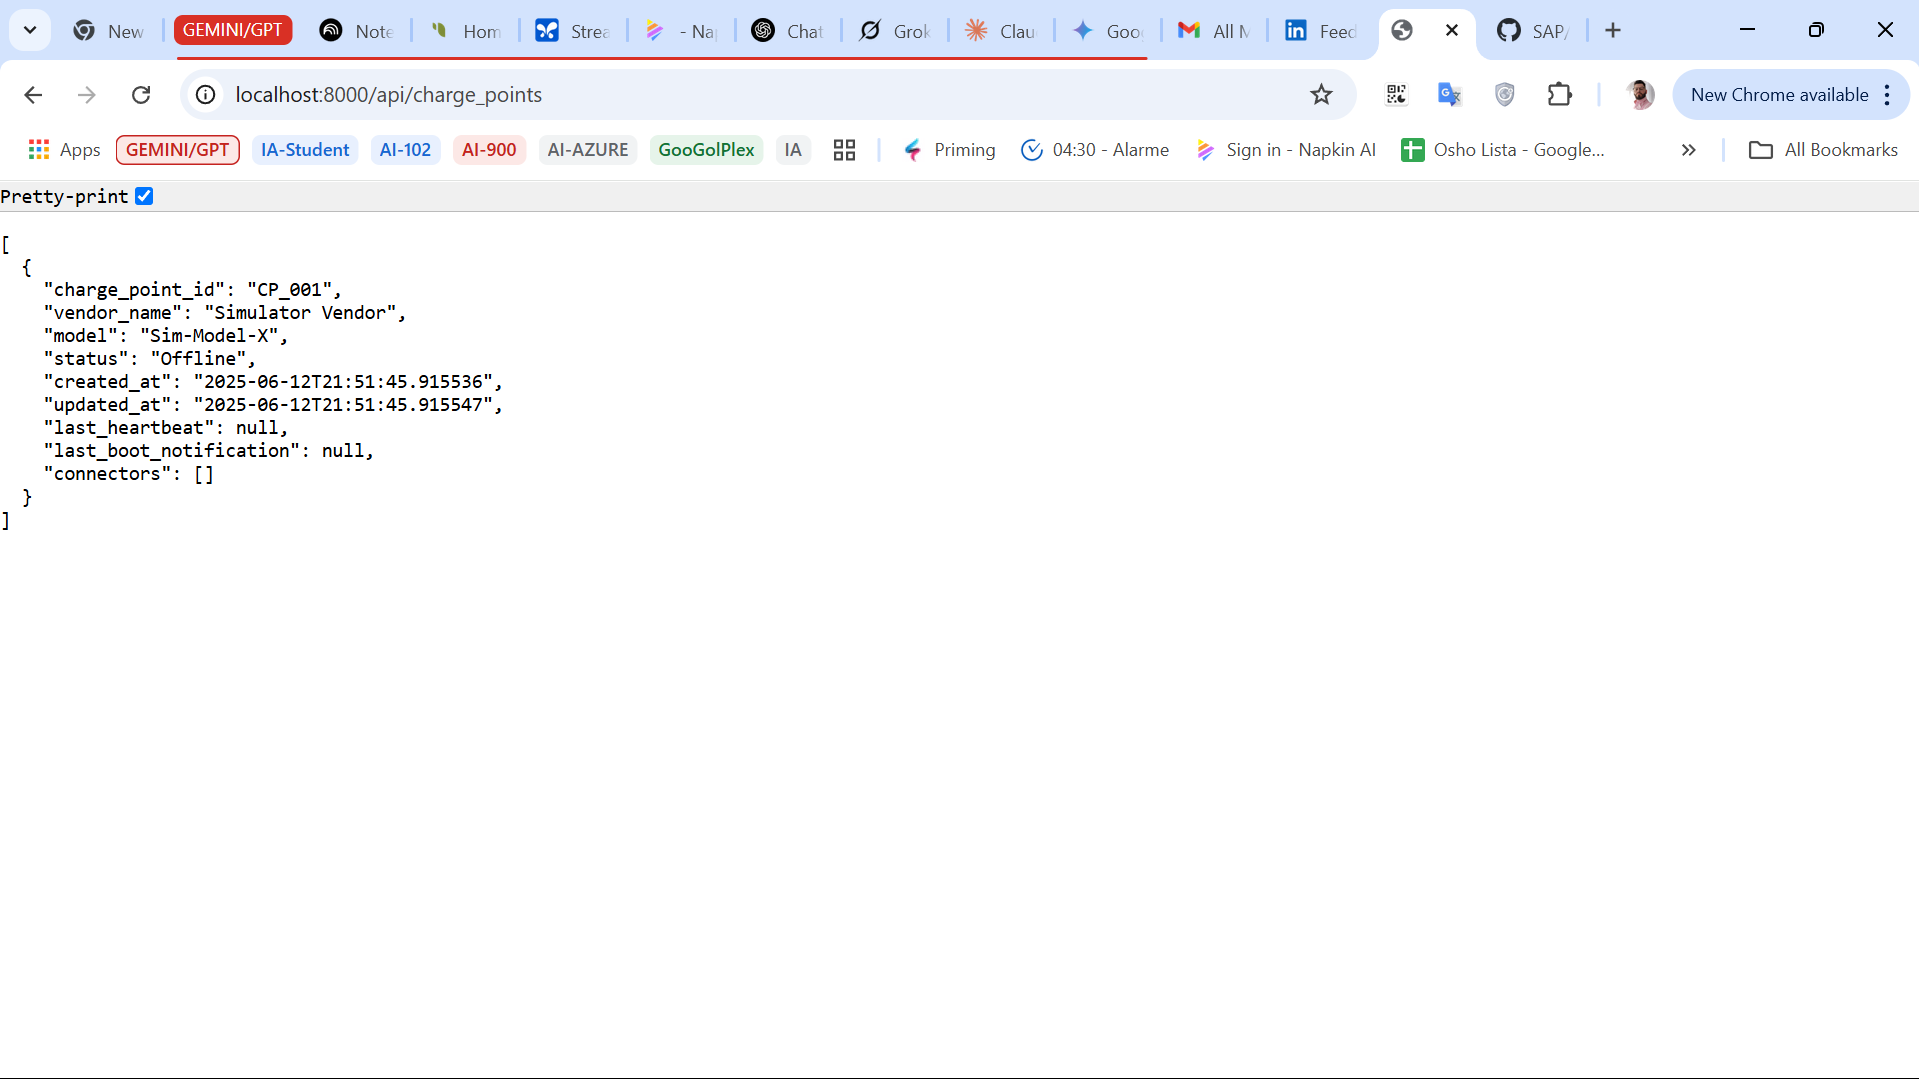 New
GEMINI/GPT
Note
Hom
Strea
- Nap
Chat
Grok
Clau
Goog
All M
Feed
SAP/
localhost:8000/api/charge_points
New Chrome available
Apps
GEMINI/GPT
IA-Student
AI-102
AI-900
AI-AZURE
GooGolPlex
IA
Priming
04:30 - Alarme
Sign in - Napkin AI
Osho Lista - Google...
All Bookmarks
Pretty-print
[
  {
    "charge_point_id": "CP_001",
    "vendor_name": "Simulator Vendor",
    "model": "Sim-Model-X",
    "status": "Offline",
    "created_at": "2025-06-12T21:51:45.915536",
    "updated_at": "2025-06-12T21:51:45.915547",
    "last_heartbeat": null,
    "last_boot_notification": null,
    "connectors": []
  }
]